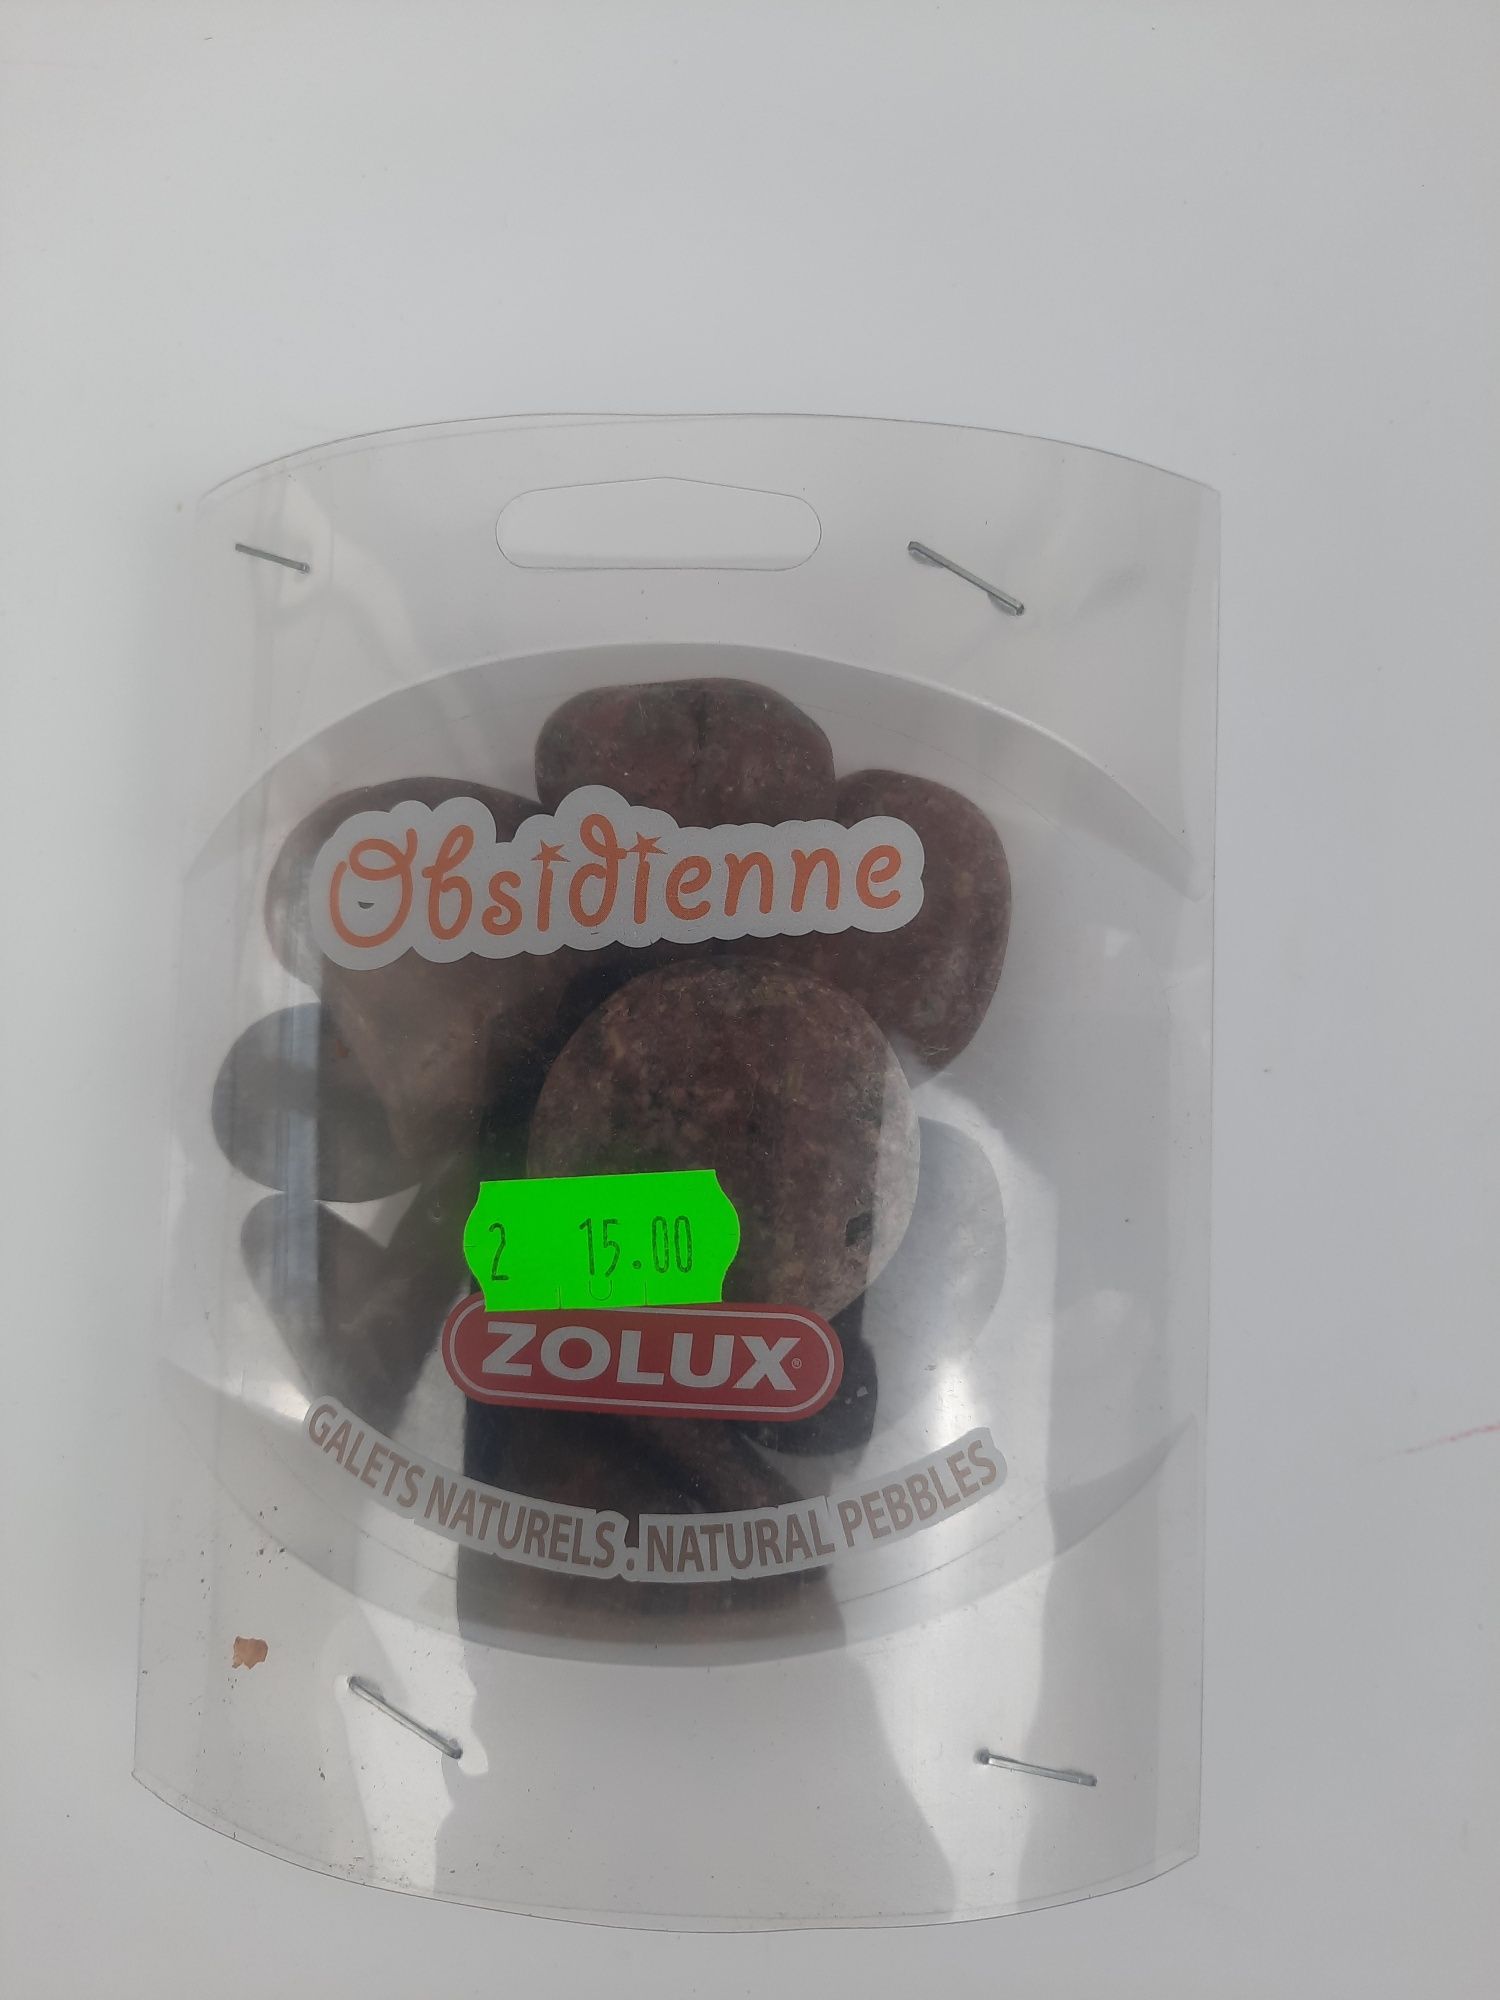 Obsidienne
2 15.00
ZOLUX®
GALETS NATURELS . NATURAL PEBBLES